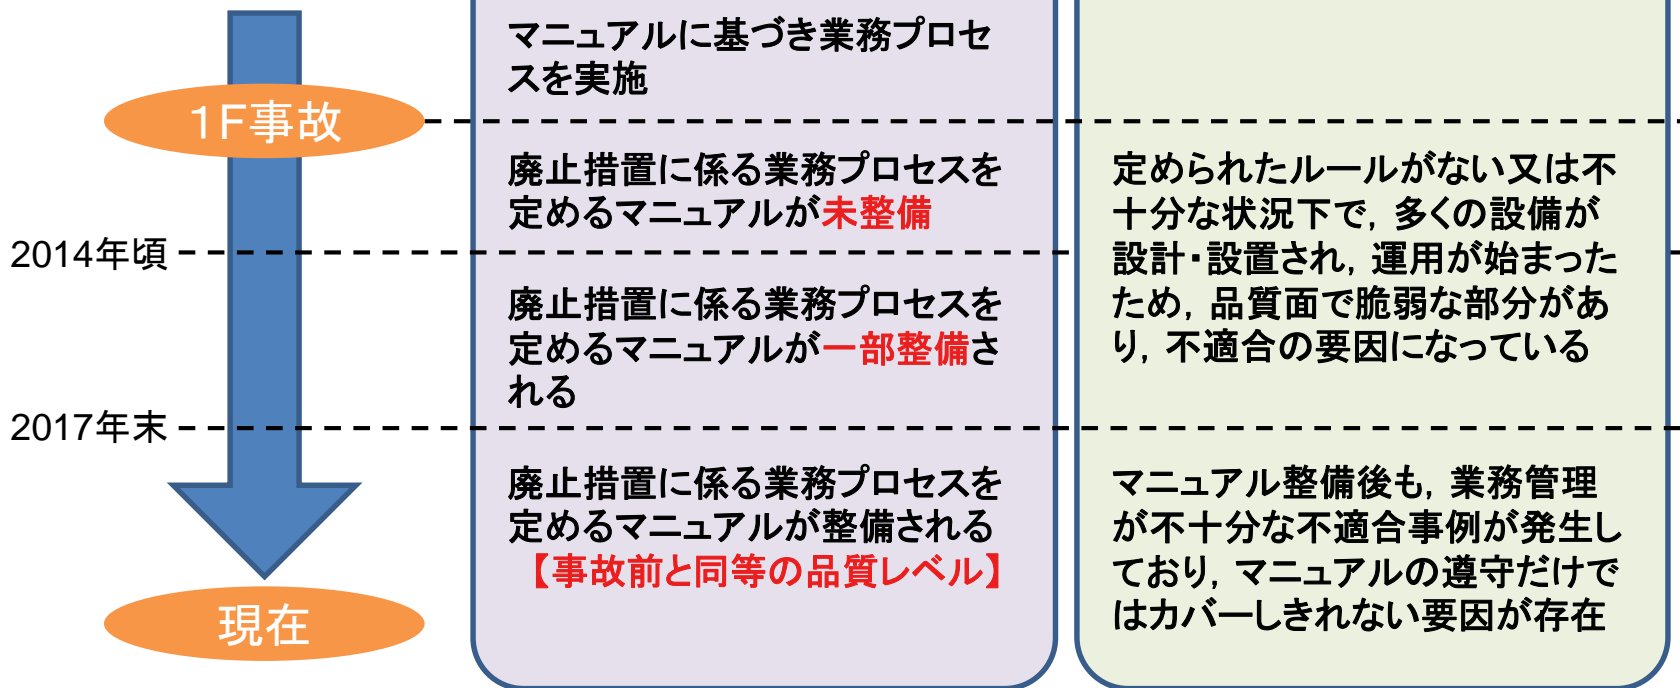 マニュアルに基づき業務プロセ
スを実施
1F事故
廃止措置に係る業務プロセスを
定めるマニュアルが未整備
2014年頃
廃止措置に係る業務プロセスを
定めるマニュアルが一部整備さ
れる
定められたルールがない又は不
十分な状況下で，多くの設備が
設計・設置され，運用が始まった
ため，品質面で脆弱な部分があ
り，不適合の要因になっている
2017年末
廃止措置に係る業務プロセスを
定めるマニュアルが整備される
【事故前と同等の品質レベル】
マニュアル整備後も，業務管理
が不十分な不適合事例が発生し
ており，マニュアルの遵守だけで
はカバーしきれない要因が存在
現在